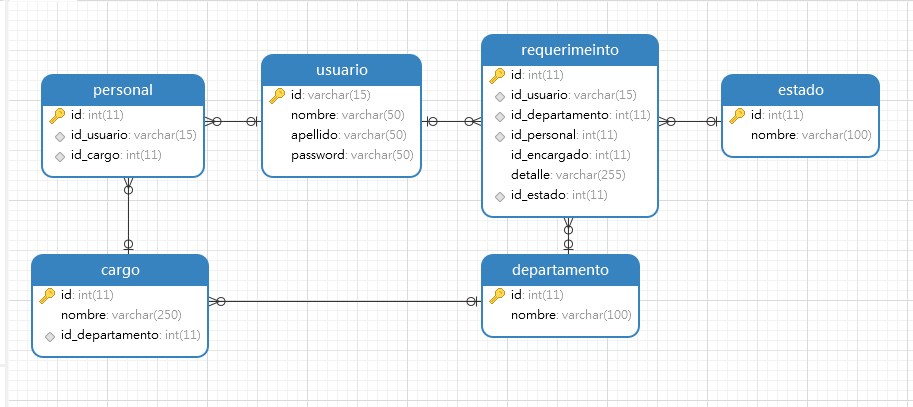 personal
id: int(11)
id_usuario: varchar(15)
id_cargo: int(11)
usuario
id: varchar(15)
nombre: varchar(50)
apellido: varchar(50)
password: varchar(50)
requerimeinto
id: int(11)
id_usuario: varchar(15)
id_departamento: int(11)
id_personal: int(11)
id_encargado: int(11)
detalle: varchar(255)
id_estado: int(11)
estado
id: int(11)
nombre: varchar(100)
cargo
id: int(11)
nombre: varchar(250)
id_departamento: int(11)
departamento
id: int(11)
nombre: varchar(100)